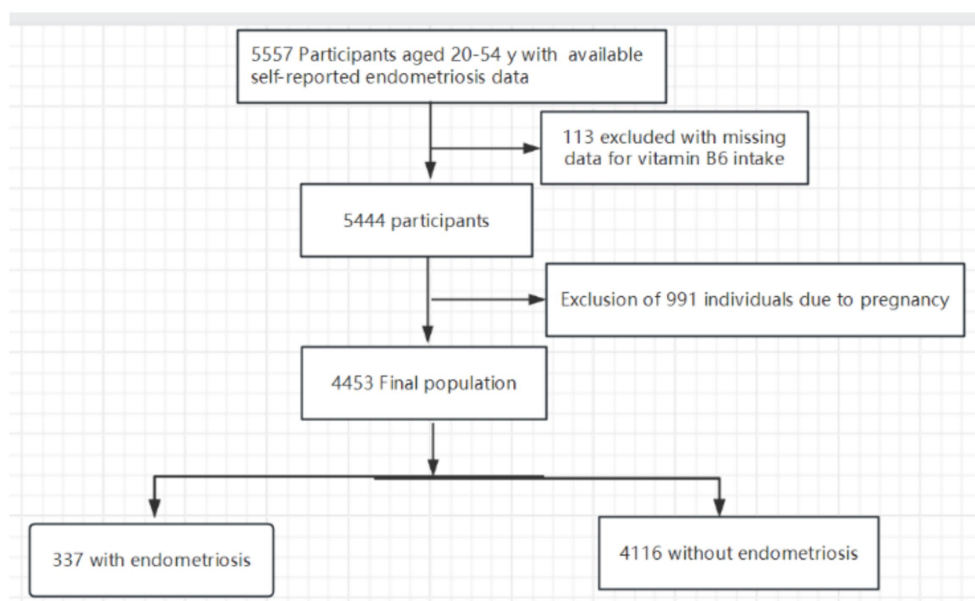 5557 Participants aged 20-54 y with available
self-reported endometriosis data
113 excluded with missing
data for vitamin B6 intake
5444 participants
Exclusion of 991 individuals due to pregnancy
4453 Final population
337 with endometriosis
4116 without endometriosis